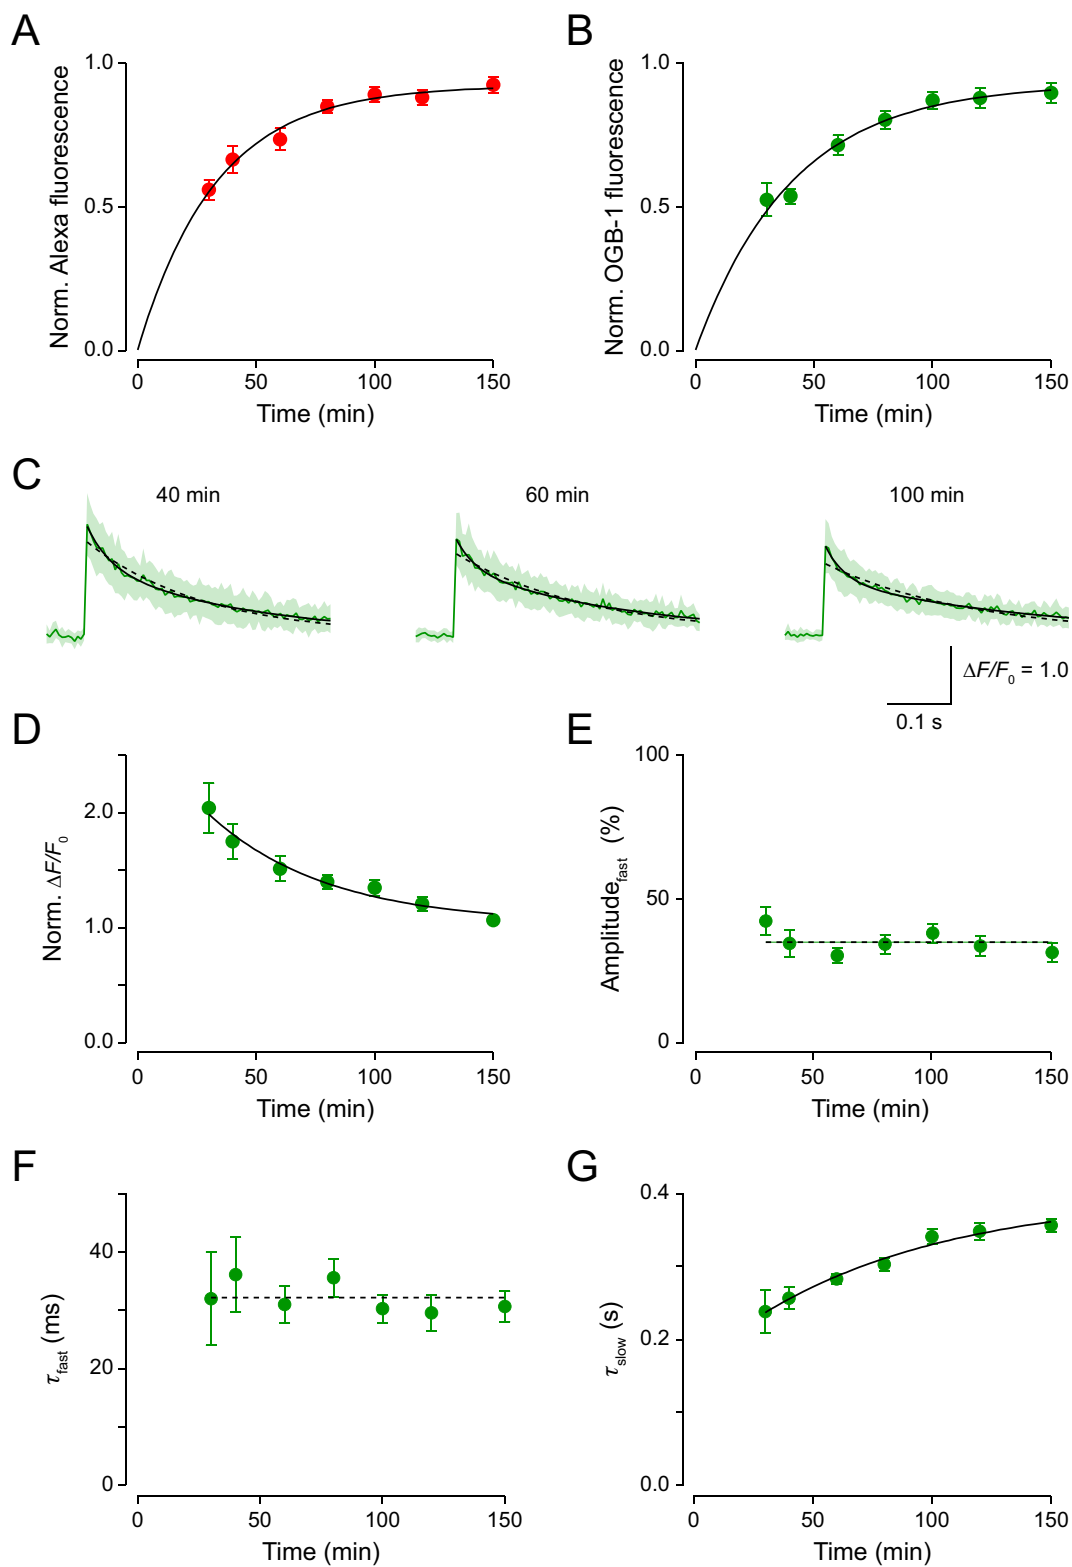 A
B
1.0
0.5
0.0
Norm. Alexa fluorescence
0
50
100
150
Time (min)
1.0
0.5
0.0
Norm. OGB-1 fluorescence
0
50
100
150
Time (min)
C
40 min
60 min
100 min
ΔF/F0 = 1.0
0.1 s
D
E
2.0
1.0
0.0
Norm. ΔF/F0
0
50
100
150
Time (min)
100
50
0
Amplitudefast (%)
0
50
100
150
Time (min)
F
G
40
20
0
τfast (ms)
0
50
100
150
Time (min)
0.4
0.2
0.0
τslow (s)
0
50
100
150
Time (min)